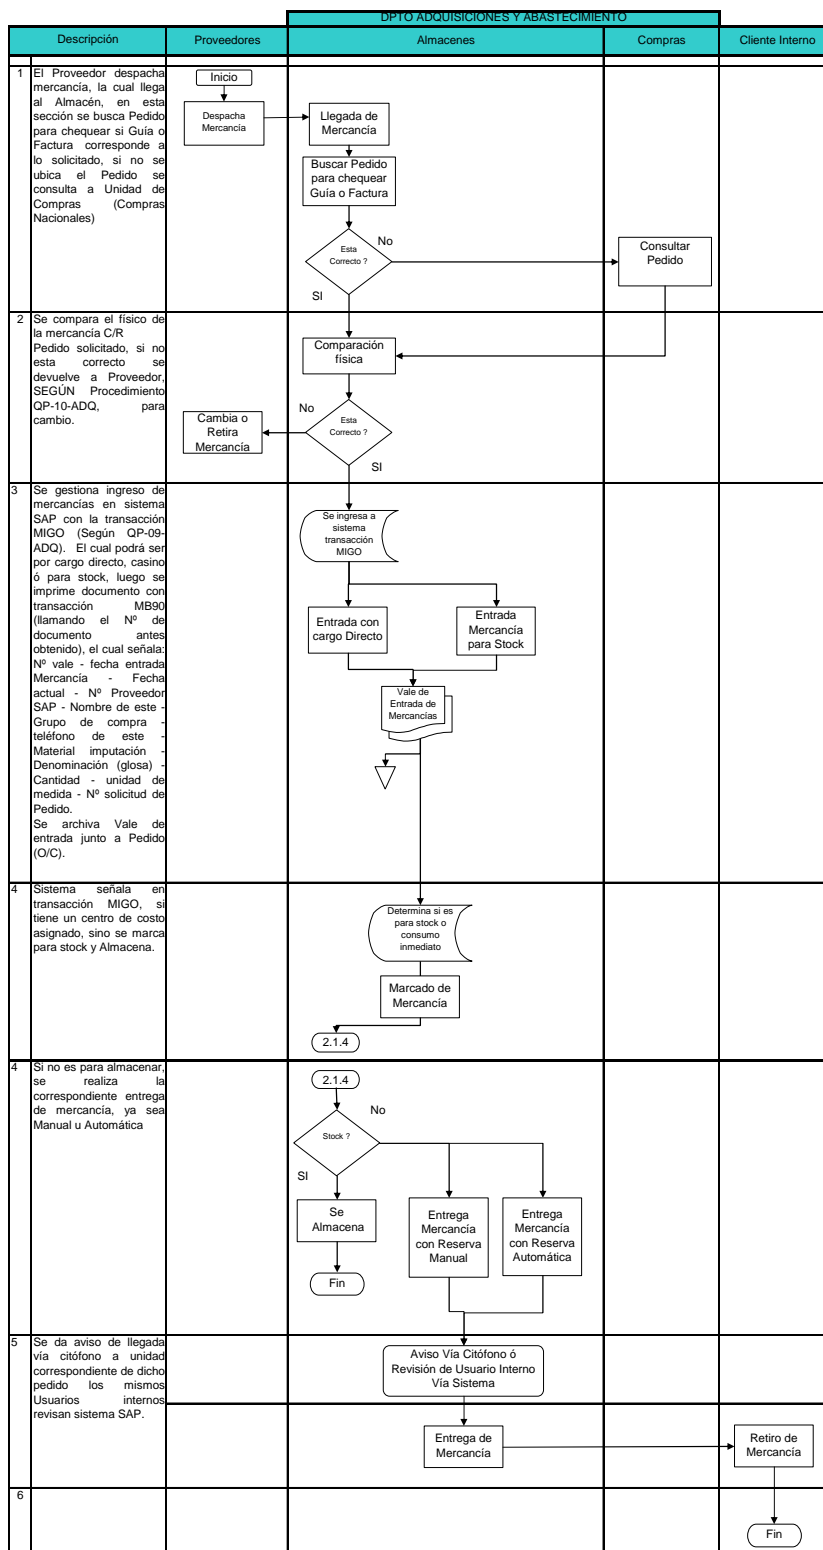 DPTO ADQUISICIONES Y ABASTECIMIENTO
Descripción
Proveedores
Almacenes
Compras
Cliente Interno
1
El Proveedor despacha
mercancía, la cual llega
al Almacén, en esta
sección se busca Pedido
para chequear si Guía o
Factura corresponde a
lo solicitado, si no se
ubica el Pedido se
consulta a Unidad de
Compras (Compras
Nacionales)
Inicio
Despacha
Mercancía
Llegada de
Mercancía
Buscar Pedido
para chequear
Guía o Factura
Esta
Correcto ?
No
SI
Consultar
Pedido
2
Se compara el físico de
la mercancía C/R
Pedido solicitado, si no
esta correcto se
devuelve a Proveedor,
SEGÚN Procedimiento
QP-10-ADQ, para
cambio.
Comparación
física
Esta
Correcto ?
No
SI
Cambia o
Retira
Mercancía
3
Se gestiona ingreso de
mercancías en sistema
SAP con la transacción
MIGO (Según QP-09-
ADQ). El cual podrá ser
por cargo directo, casino
ó para stock, luego se
imprime documento con
transacción MB90
(llamando el Nº de
documento antes
obtenido), el cual señala:
Nº vale - fecha entrada
Mercancía - Fecha
actual - Nº Proveedor
SAP - Nombre de este -
Grupo de compra -
teléfono de este -
Material imputación -
Denominación (glosa) -
Cantidad - unidad de
medida - Nº solicitud de
Pedido.
Se archiva Vale de
entrada junto a Pedido
(O/C).
Se ingresa a
sistema
transacción
MIGO
Entrada con
cargo Directo
Entrada
Mercancía
para Stock
Vale de
Entrada de
Mercancías
4
Sistema señala en
transacción MIGO, si
tiene un centro de costo
asignado, sino se marca
para stock y Almacena.
Determina si es
para stock o
consumo
inmediato
Marcado de
Mercancía
2.1.4
4
Si no es para almacenar,
se realiza la
correspondiente entrega
de mercancía, ya sea
Manual u Automática
2.1.4
Stock ?
No
SI
Se
Almacena
Fin
Entrega
Mercancía
con Reserva
Manual
Entrega
Mercancía
con Reserva
Automática
5
Se da aviso de llegada
vía citófono a unidad
correspondiente de dicho
pedido los mismos
Usuarios internos
revisan sistema SAP.
Aviso Vía Citófono ó
Revisión de Usuario Interno
Vía Sistema
Entrega de
Mercancía
Retiro de
Mercancía
6
Fin